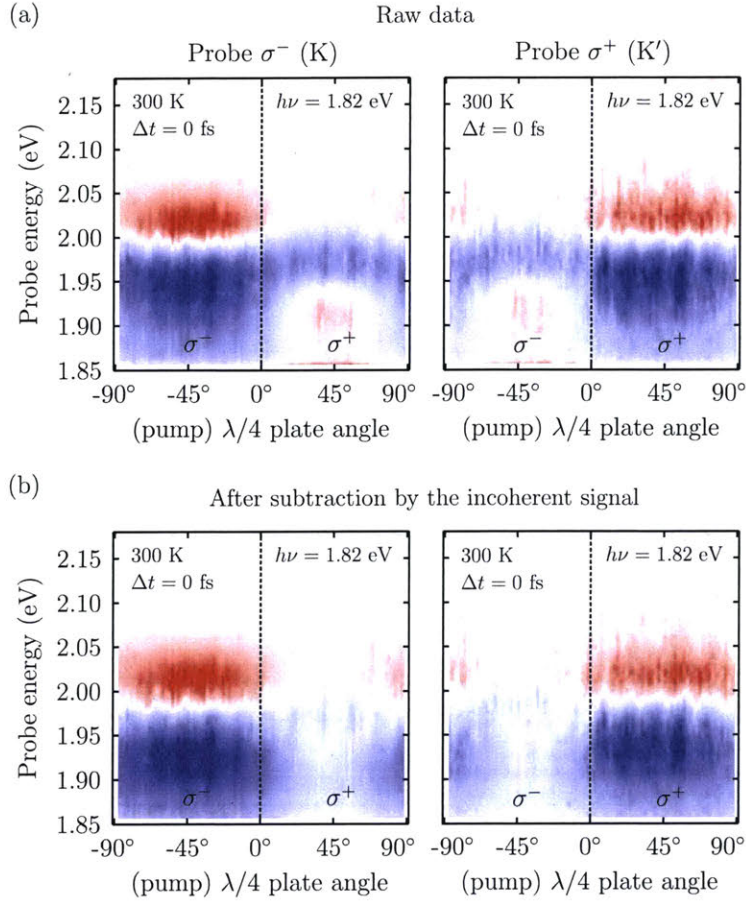 (a)
Raw data
Probe σ⁻ (K)
Probe σ⁺ (K′)
300 K
Δt = 0 fs
hν = 1.82 eV
300 K
Δt = 0 fs
hν = 1.82 eV
Probe energy (eV)
2.15
2.10
2.05
2.00
1.95
1.90
1.85
σ⁻
σ⁺
σ⁻
σ⁺
-90° -45° 0° 45° 90°
-90° -45° 0° 45° 90°
(pump) λ/4 plate angle
(pump) λ/4 plate angle
(b)
After subtraction by the incoherent signal
300 K
Δt = 0 fs
hν = 1.82 eV
300 K
Δt = 0 fs
hν = 1.82 eV
Probe energy (eV)
2.15
2.10
2.05
2.00
1.95
1.90
1.85
σ⁻
σ⁺
σ⁻
σ⁺
-90° -45° 0° 45° 90°
-90° -45° 0° 45° 90°
(pump) λ/4 plate angle
(pump) λ/4 plate angle